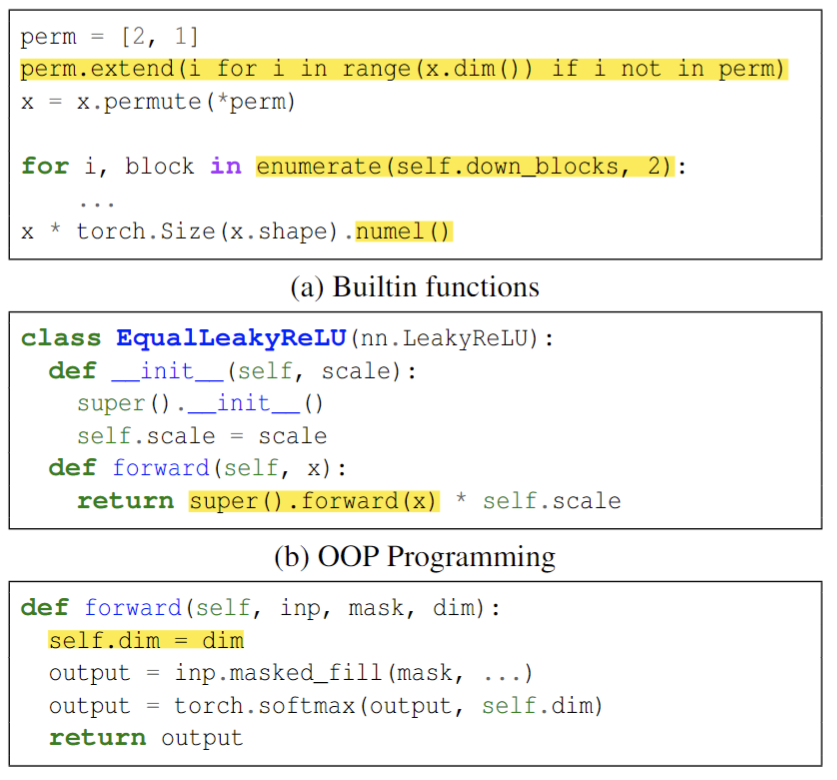 perm = [2, 1]
perm.extend(i for i in range(x.dim()) if i not in perm)
x = x.permute(*perm)
for i, block in enumerate(self.down_blocks, 2):
    ...
x * torch.Size(x.shape).numel()
(a) Builtin functions
class EqualLeakyReLU(nn.LeakyReLU):
  def __init__(self, scale):
    super().__init__()
    self.scale = scale
  def forward(self, x):
    return super().forward(x) * self.scale
(b) OOP Programming
def forward(self, inp, mask, dim):
  self.dim = dim
  output = inp.masked_fill(mask, ...)
  output = torch.softmax(output, self.dim)
  return output